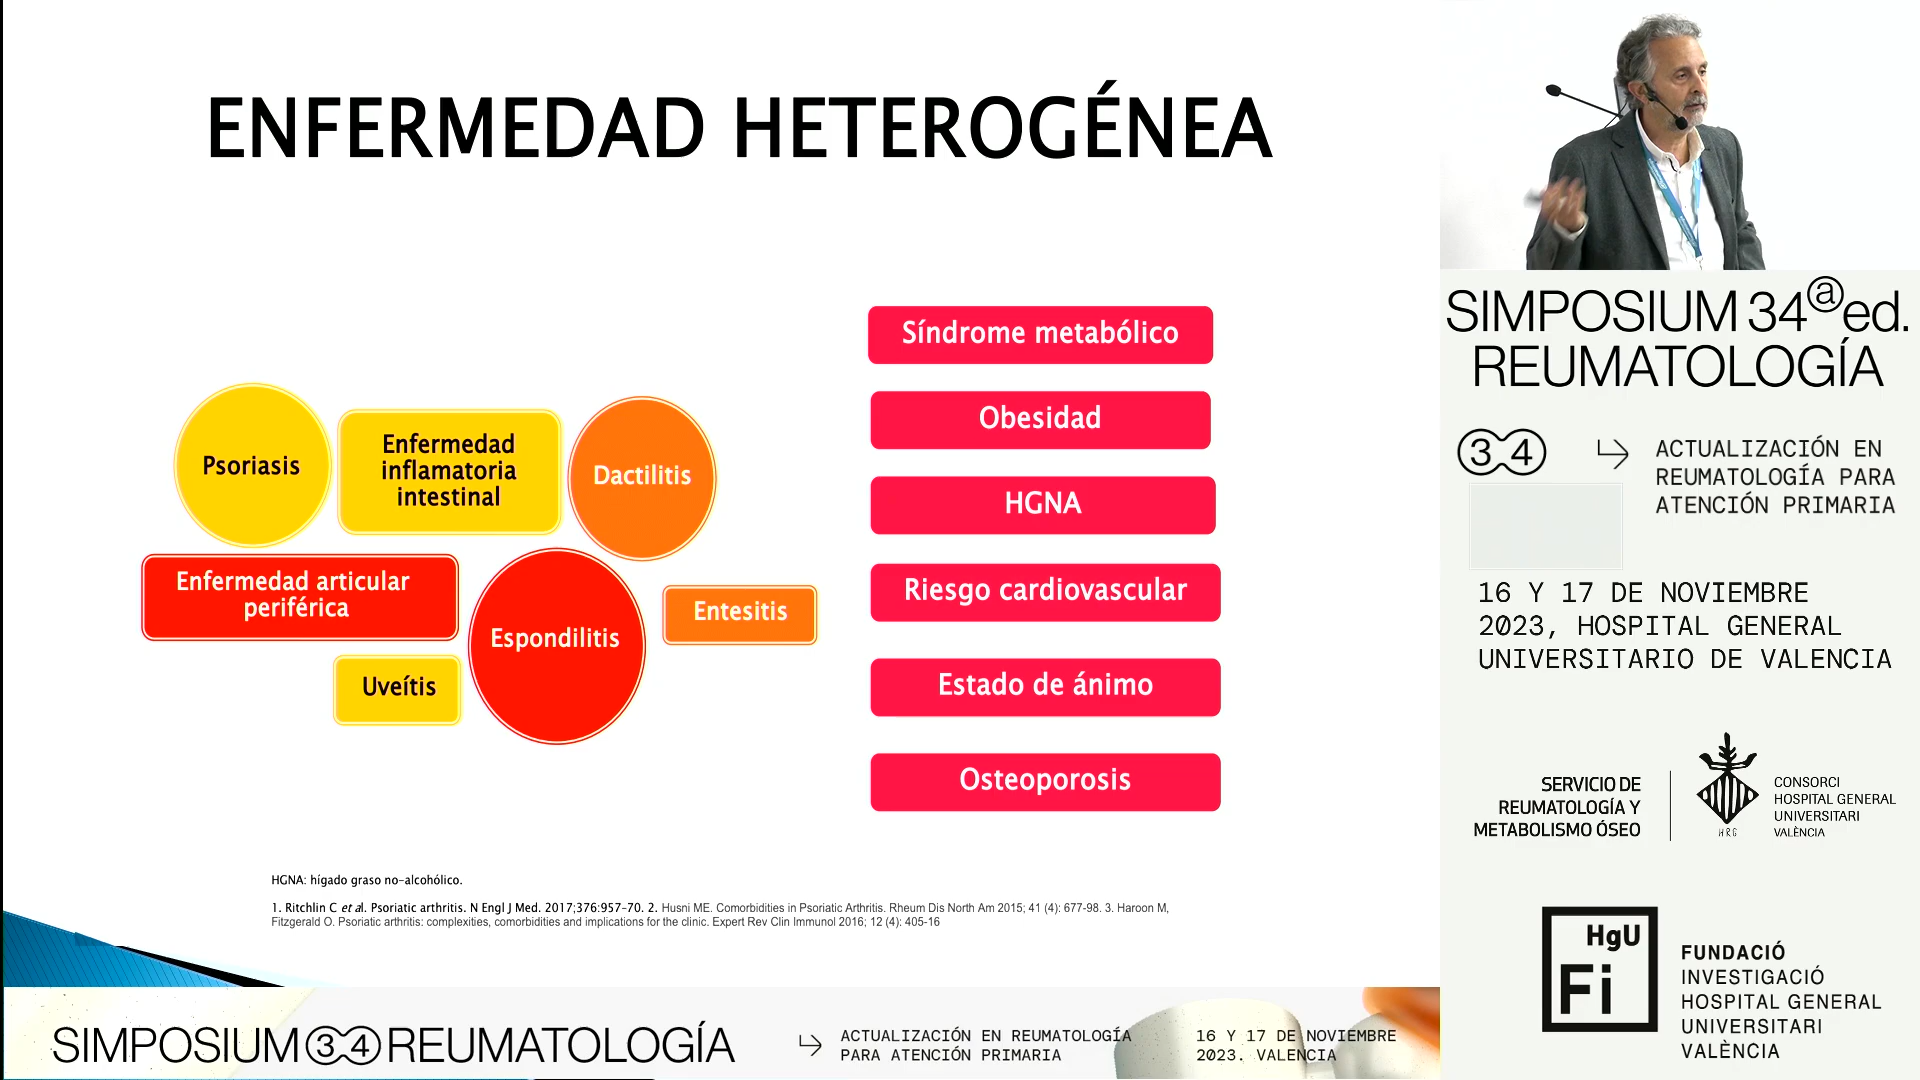 ENFERMEDAD HETEROGÉNEA
Psoriasis
Enfermedad
inflamatoria
intestinal
Dactilitis
Enfermedad articular
periférica
Espondilitis
Entesitis
Uveítis
Síndrome metabólico
Obesidad
HGNA
Riesgo cardiovascular
Estado de ánimo
Osteoporosis
HGNA: hígado graso no-alcohólico.
1. Ritchlin C et al. Psoriatic arthritis. N Engl J Med. 2017;376:957-70. 2. Husni ME. Comorbidities in Psoriatic Arthritis. Rheum Dis North Am 2015; 41 (4): 677-98. 3. Haroon M,
Fitzgerald O. Psoriatic arthritis: complexities, comorbidities and implications for the clinic. Expert Rev Clin Immunol 2016; 12 (4): 405-16
SIMPOSIUM 34 REUMATOLOGÍA
ACTUALIZACIÓN EN REUMATOLOGÍA
PARA ATENCIÓN PRIMARIA
16 Y 17 DE NOVIEMBRE
2023. VALENCIA
SIMPOSIUM 34ⓐed.
REUMATOLOGÍA
34
ACTUALIZACIÓN EN
REUMATOLOGÍA PARA
ATENCIÓN PRIMARIA
16 Y 17 DE NOVIEMBRE
2023, HOSPITAL GENERAL
UNIVERSITARIO DE VALENCIA
SERVICIO DE
REUMATOLOGÍA Y
METABOLISMO ÓSEO
HRG
CONSORCI
HOSPITAL GENERAL
UNIVERSITARI
VALÈNCIA
HgU
Fi
FUNDACIÓ
INVESTIGACIÓ
HOSPITAL GENERAL
UNIVERSITARI
VALÈNCIA